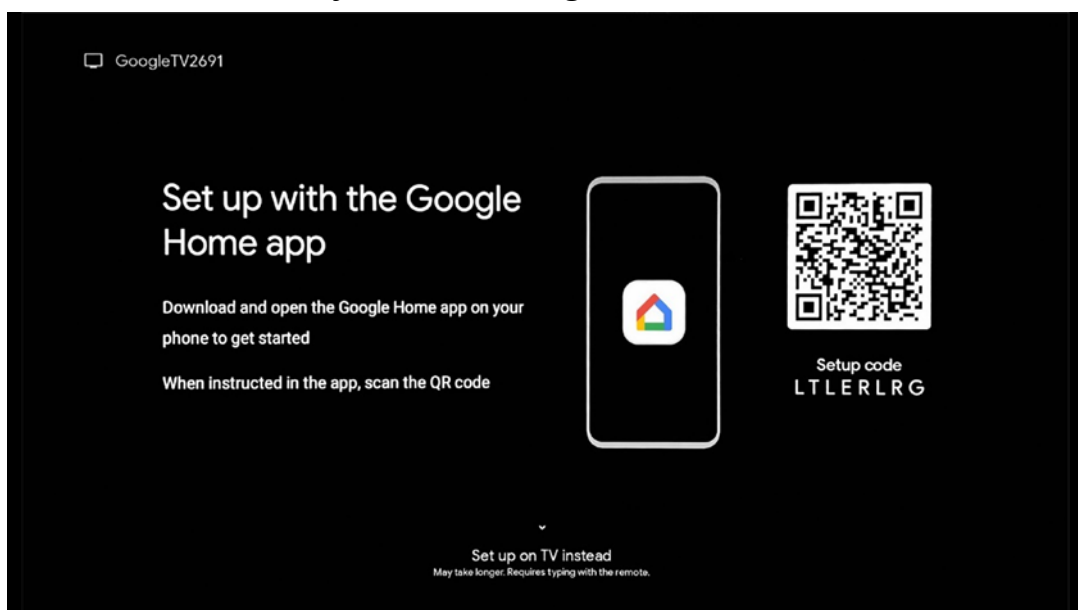 GoogleTV2691
Set up with the Google
Home app
Download and open the Google Home app on your
phone to get started
When instructed in the app, scan the QR code
Setup code
LTLERLRG
Set up on TV instead
May take longer. Requires typing with the remote.